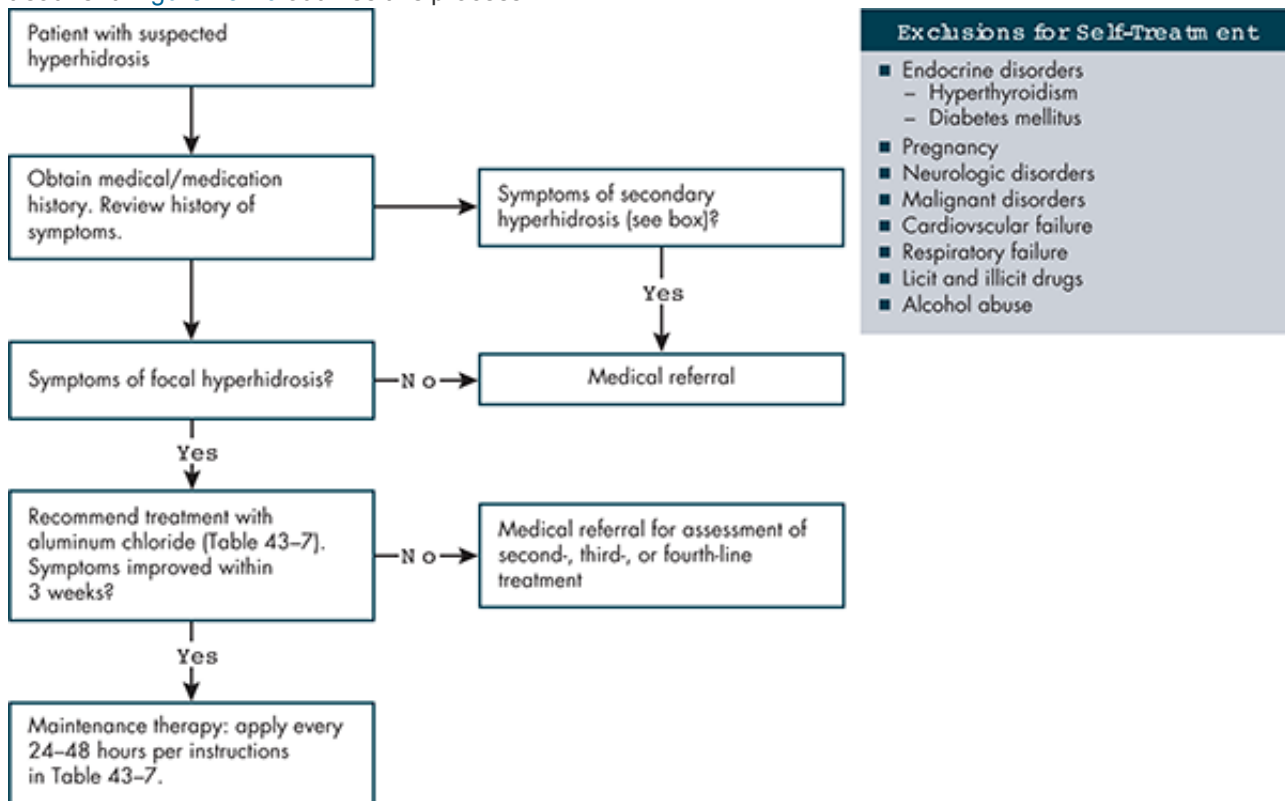 Patient with suspected
hyperhidrosis
Exclusions for Self-Treatment
Endocrine disorders
– Hyperthyroidism
– Diabetes mellitus
Pregnancy
Neurologic disorders
Malignant disorders
Cardiovscular failure
Respiratory failure
Licit and illicit drugs
Alcohol abuse
Obtain medical/medication
history. Review history of
symptoms.
Symptoms of secondary
hyperhidrosis (see box)?
Yes
Symptoms of focal hyperhidrosis?
No
Medical referral
Yes
Recommend treatment with
aluminum chloride (Table 43–7).
Symptoms improved within
3 weeks?
No
Medical referral for assessment of
second-, third-, or fourth-line
treatment
Yes
Maintenance therapy: apply every
24–48 hours per instructions
in Table 43–7.